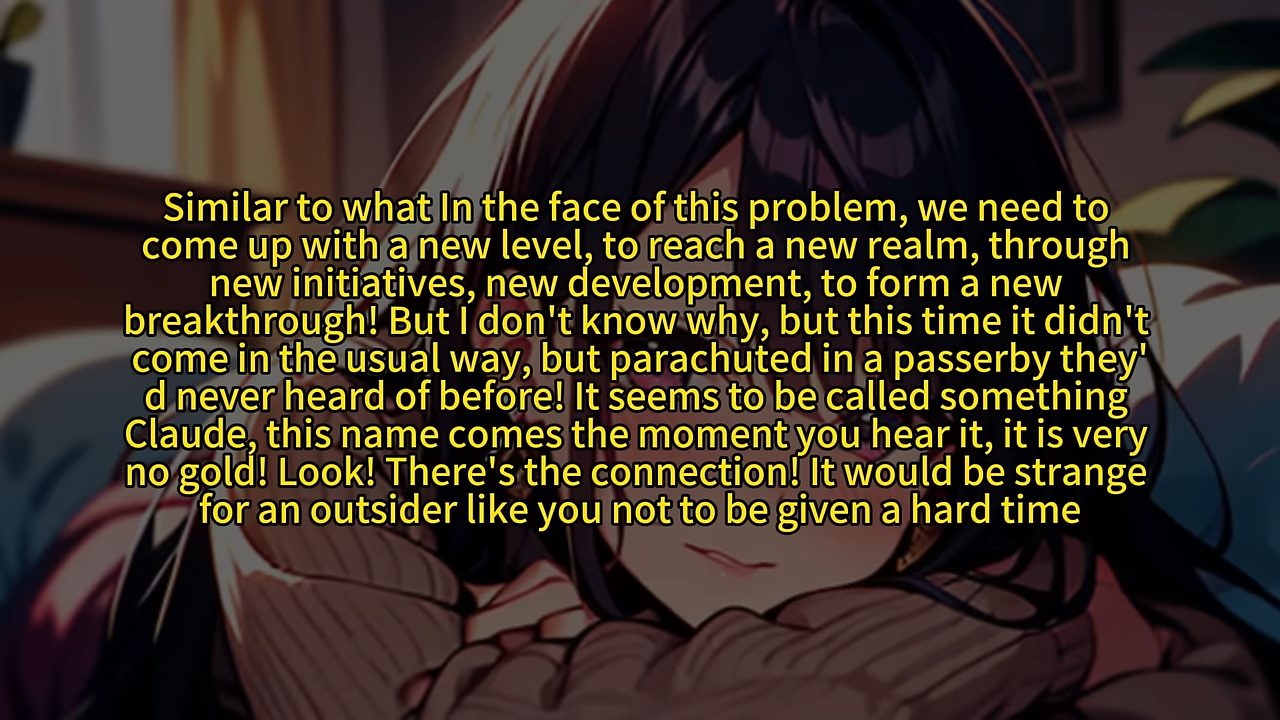 Similar to what In the face of this problem, we need to
come up with a new level, to reach a new realm, through
new initiatives, new development, to form a new
breakthrough! But I don't know why, but this time it didn't
come in the usual way, but parachuted in a passerby they'
d never heard of before! It seems to be called something
Claude, this name comes the moment you hear it, it is very
no gold! Look! There's the connection! It would be strange
for an outsider like you not to be given a hard time